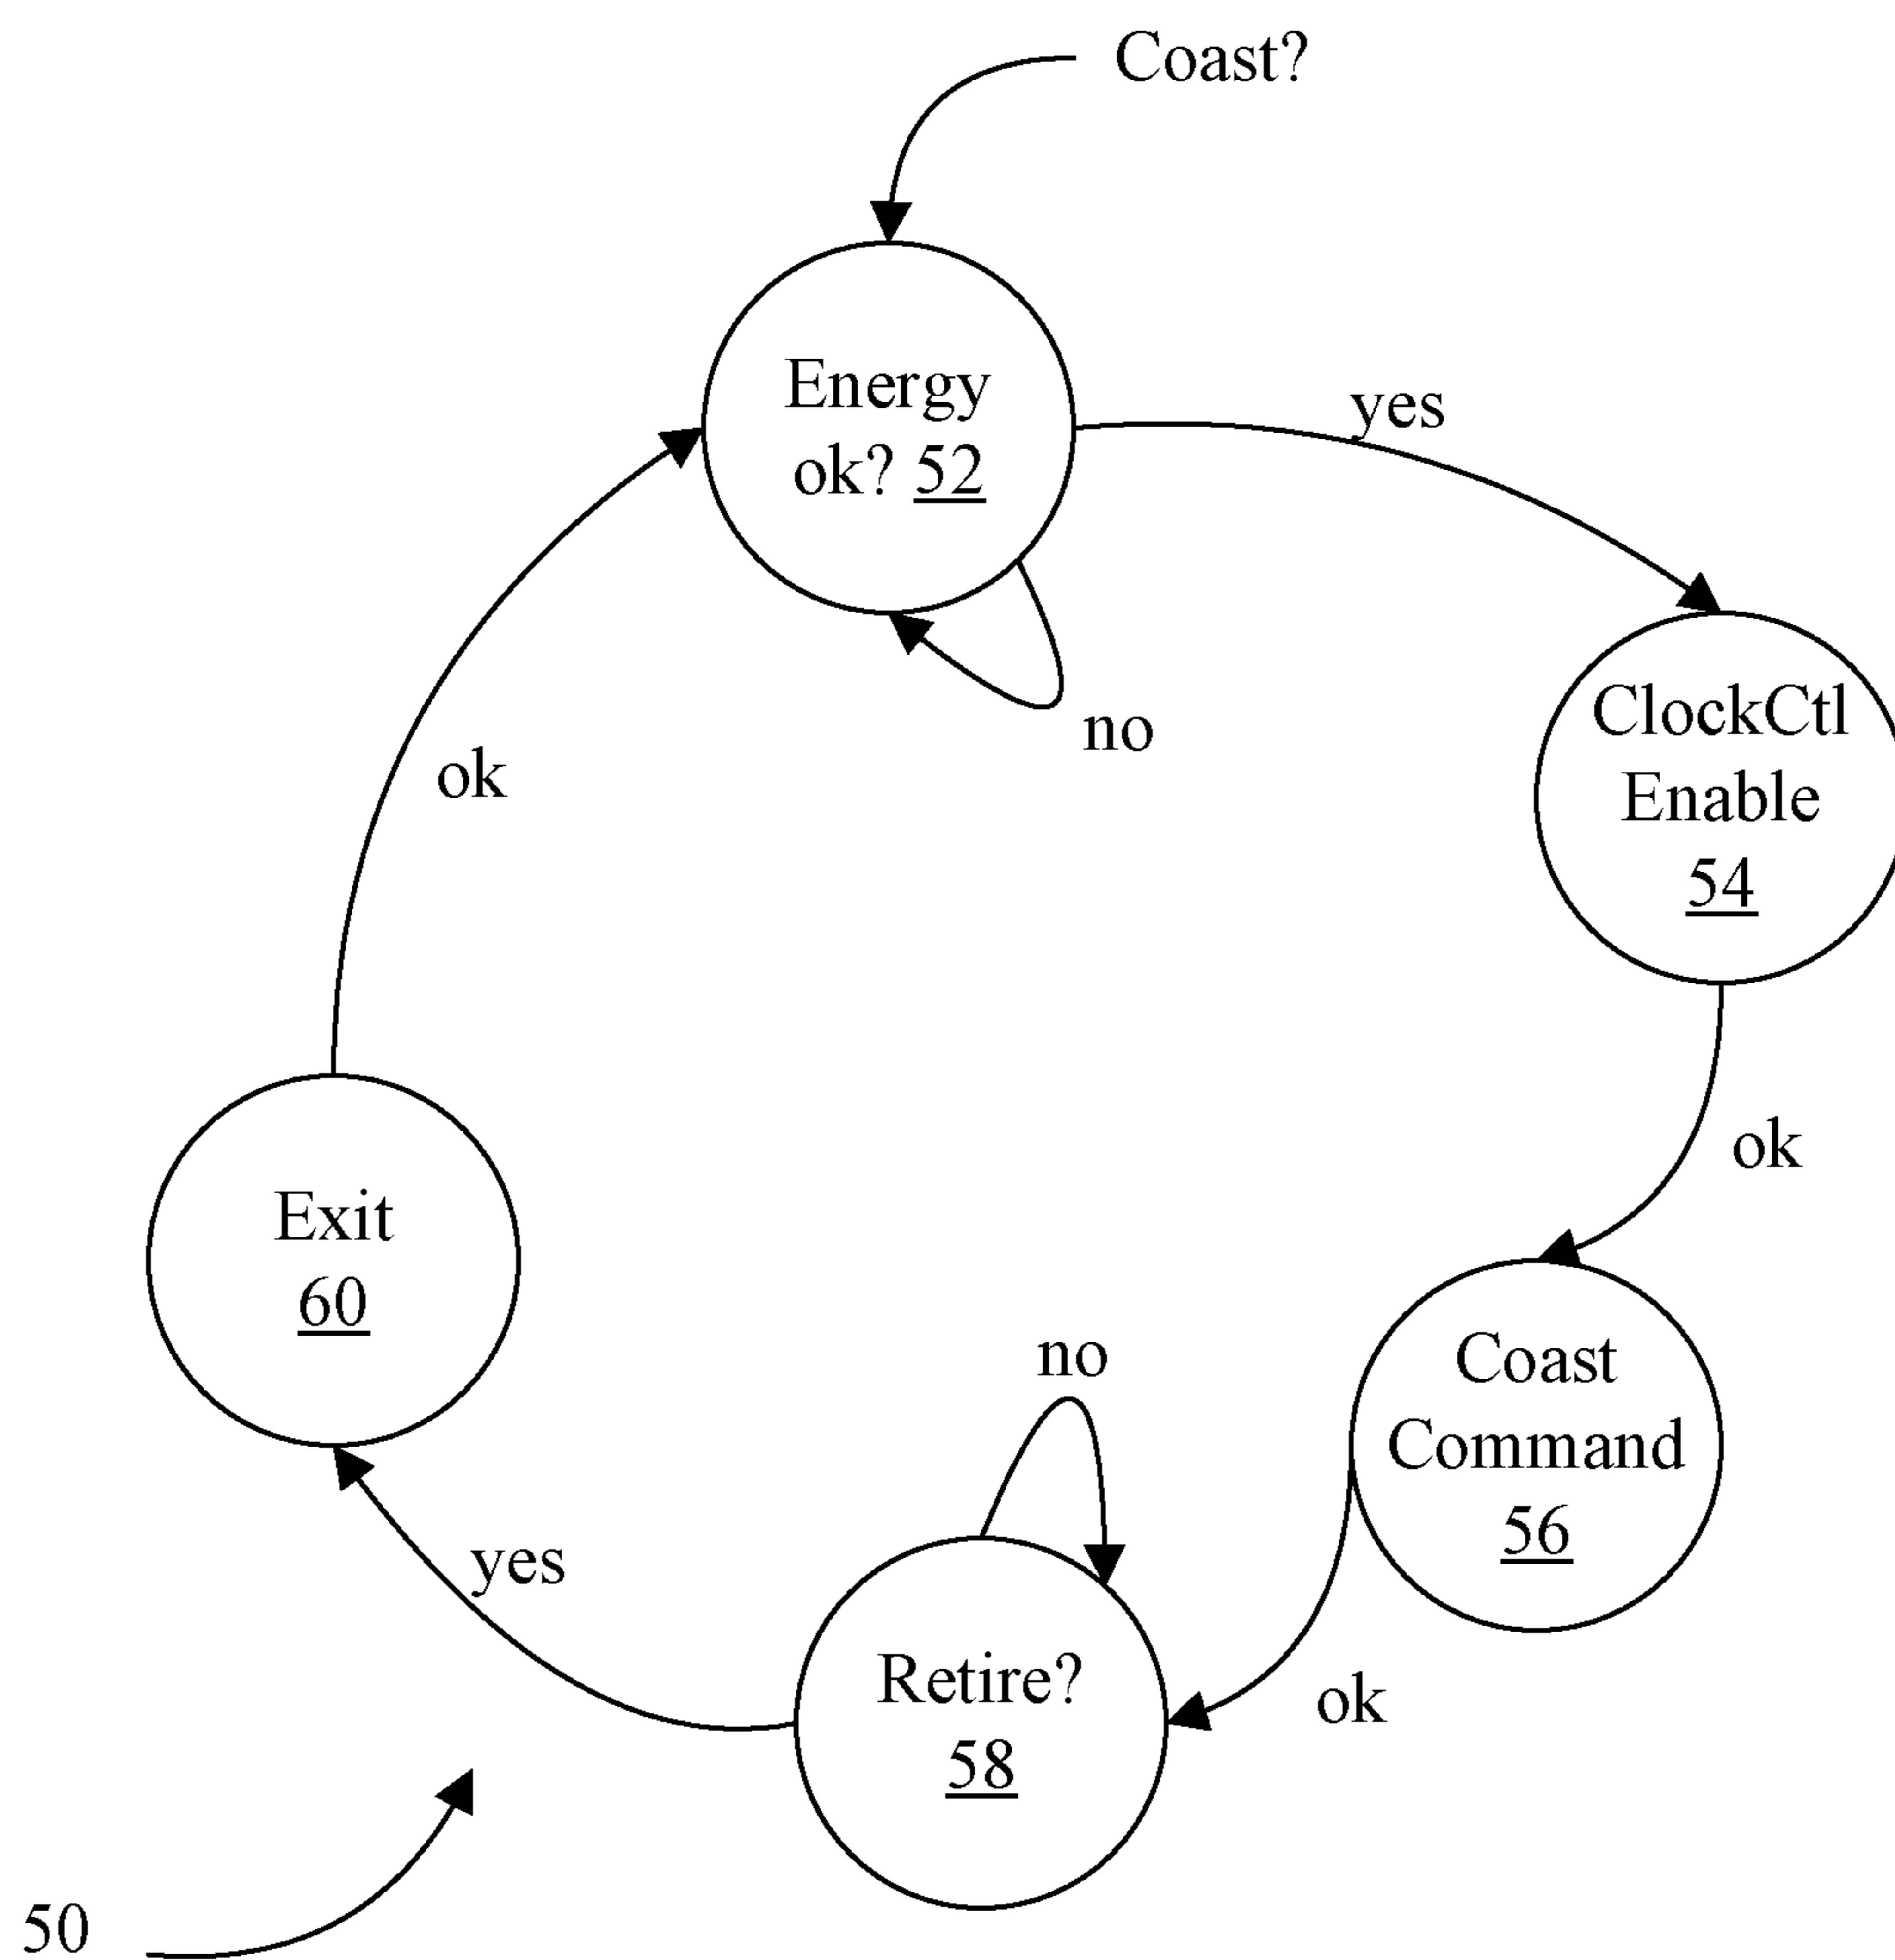 Coast?
Energy
ok? 52
yes
no
ClockCtl
Enable
54
ok
ok
Exit
60
no
Coast
Command
56
yes
Retire?
58
ok
50